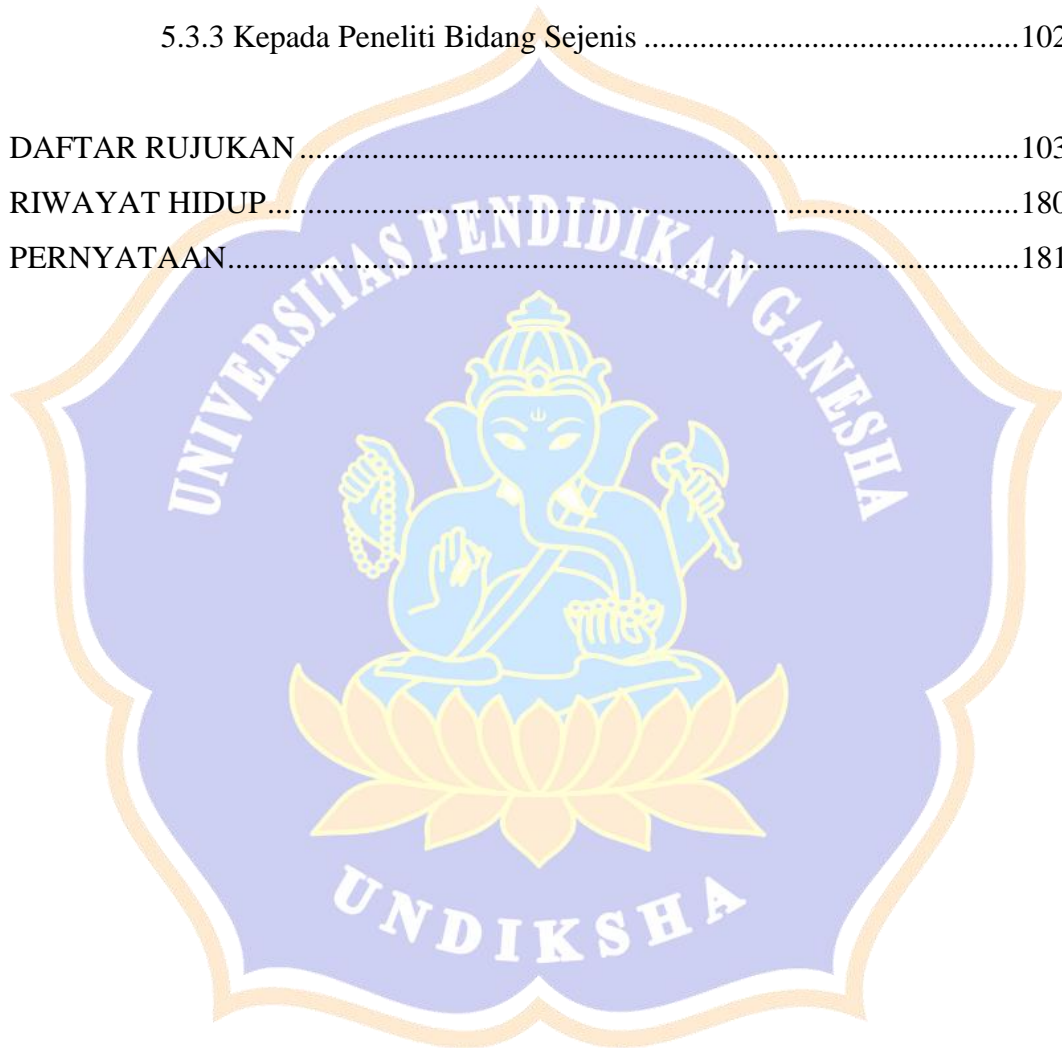 5.3.3 Kepada Peneliti Bidang Sejenis ............................................102
DAFTAR RUJUKAN ....................................................................................103
RIWAYAT HIDUP........................................................................................180
PERNYATAAN.............................................................................................181
UNIVERSITAS PENDIDIKAN GANESHA
UNDIKSHA